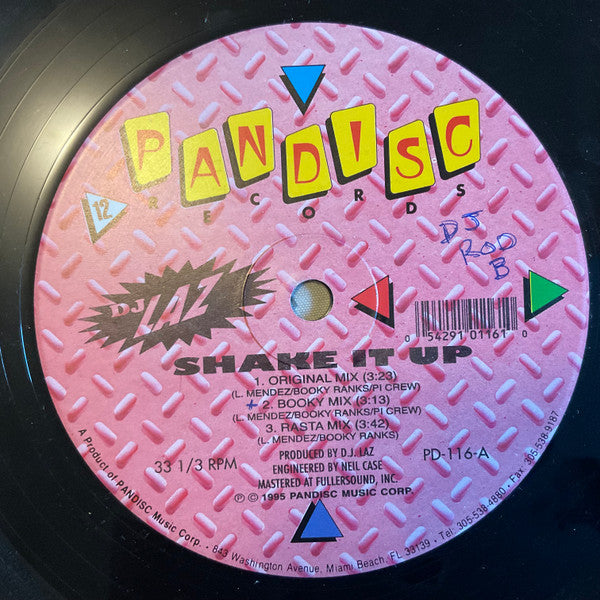 PANDISC
RECORDS
12
DJ
ROD
B
DJ LAZ
0 54291 01161 0
SHAKE IT UP
1. ORIGINAL MIX (3:23)
(L. MENDEZ/BOOKY RANKS/PI CREW)
+ 2. BOOKY MIX (3:13)
(L. MENDEZ/BOOKY RANKS/PI CREW)
3. RASTA MIX (3:42)
(L. MENDEZ/BOOKY RANKS)
33 1/3 RPM
PRODUCED BY D.J. LAZ
PD-116-A
ENGINEERED BY NEIL CASE
MASTERED AT FULLERSOUND, INC.
℗ © 1995 PANDISC MUSIC CORP.
A Product of PANDISC Music Corp. · 843 Washington Avenue, Miami Beach, FL 33139 · Tel. 305-538-4880 · Fax 305-538-9187